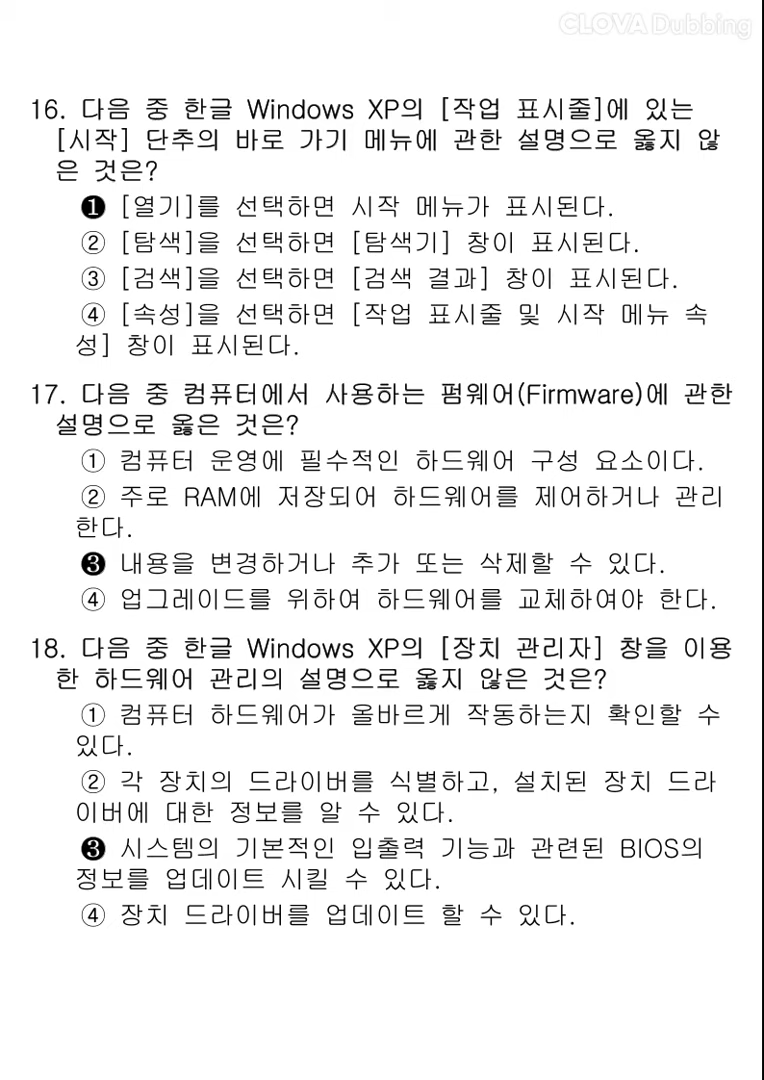 CLOVA Dubbing
16. 다음 중 한글 Windows XP의 [작업 표시줄]에 있는
[시작] 단추의 바로 가기 메뉴에 관한 설명으로 옳지 않
은 것은?
❶ [열기]를 선택하면 시작 메뉴가 표시된다.
② [탐색]을 선택하면 [탐색기] 창이 표시된다.
③ [검색]을 선택하면 [검색 결과] 창이 표시된다.
④ [속성]을 선택하면 [작업 표시줄 및 시작 메뉴 속
성] 창이 표시된다.
17. 다음 중 컴퓨터에서 사용하는 펌웨어(Firmware)에 관한
설명으로 옳은 것은?
① 컴퓨터 운영에 필수적인 하드웨어 구성 요소이다.
② 주로 RAM에 저장되어 하드웨어를 제어하거나 관리
한다.
❸ 내용을 변경하거나 추가 또는 삭제할 수 있다.
④ 업그레이드를 위하여 하드웨어를 교체하여야 한다.
18. 다음 중 한글 Windows XP의 [장치 관리자] 창을 이용
한 하드웨어 관리의 설명으로 옳지 않은 것은?
① 컴퓨터 하드웨어가 올바르게 작동하는지 확인할 수
있다.
② 각 장치의 드라이버를 식별하고, 설치된 장치 드라
이버에 대한 정보를 알 수 있다.
❸ 시스템의 기본적인 입출력 기능과 관련된 BIOS의
정보를 업데이트 시킬 수 있다.
④ 장치 드라이버를 업데이트 할 수 있다.